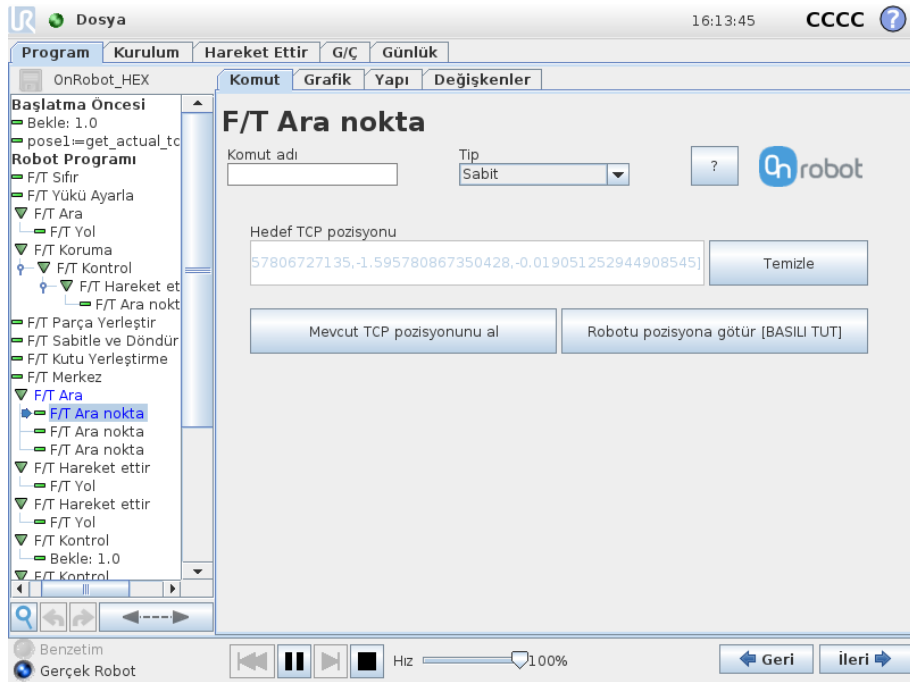 Dosya
16:13:45
CCCC
?
Program
Kurulum
Hareket Ettir
G/Ç
Günlük
OnRobot_HEX
Komut
Grafik
Yapı
Değişkenler
Başlatma Öncesi
Bekle: 1.0
pose1≔get_actual_tc
Robot Programı
F/T Sıfır
F/T Yükü Ayarla
F/T Ara
F/T Yol
F/T Koruma
F/T Kontrol
F/T Hareket et
F/T Ara nokt
F/T Parça Yerleştir
F/T Sabitle ve Döndür
F/T Kutu Yerleştirme
F/T Merkez
F/T Ara
F/T Ara nokta
F/T Ara nokta
F/T Ara nokta
F/T Hareket ettir
F/T Yol
F/T Hareket ettir
F/T Yol
F/T Kontrol
Bekle: 1.0
F/T Kontrol
F/T Ara nokta
Komut adı
Tip
Sabit
?
On robot
Hedef TCP pozisyonu
57806727135,-1.595780867350428,-0.019051252944908545]
Temizle
Mevcut TCP pozisyonunu al
Robotu pozisyona götür [BASILI TUT]
Benzetim
Gerçek Robot
Hız
100%
Geri
İleri